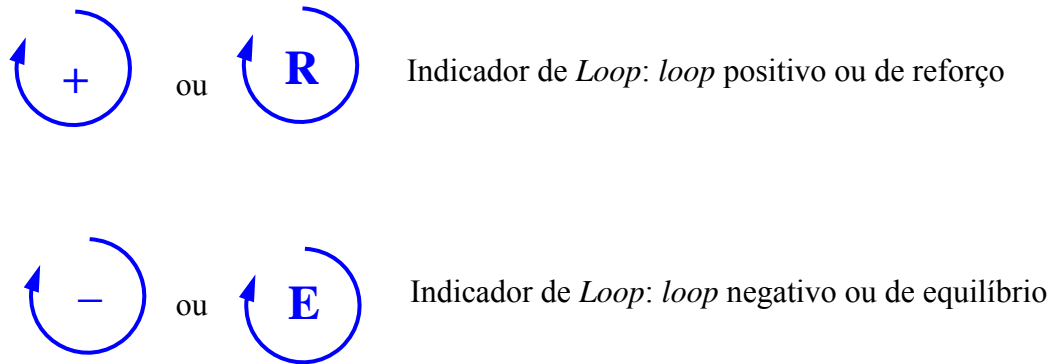 + ou R Indicador de Loop: loop positivo ou de reforço
− ou E Indicador de Loop: loop negativo ou de equilíbrio